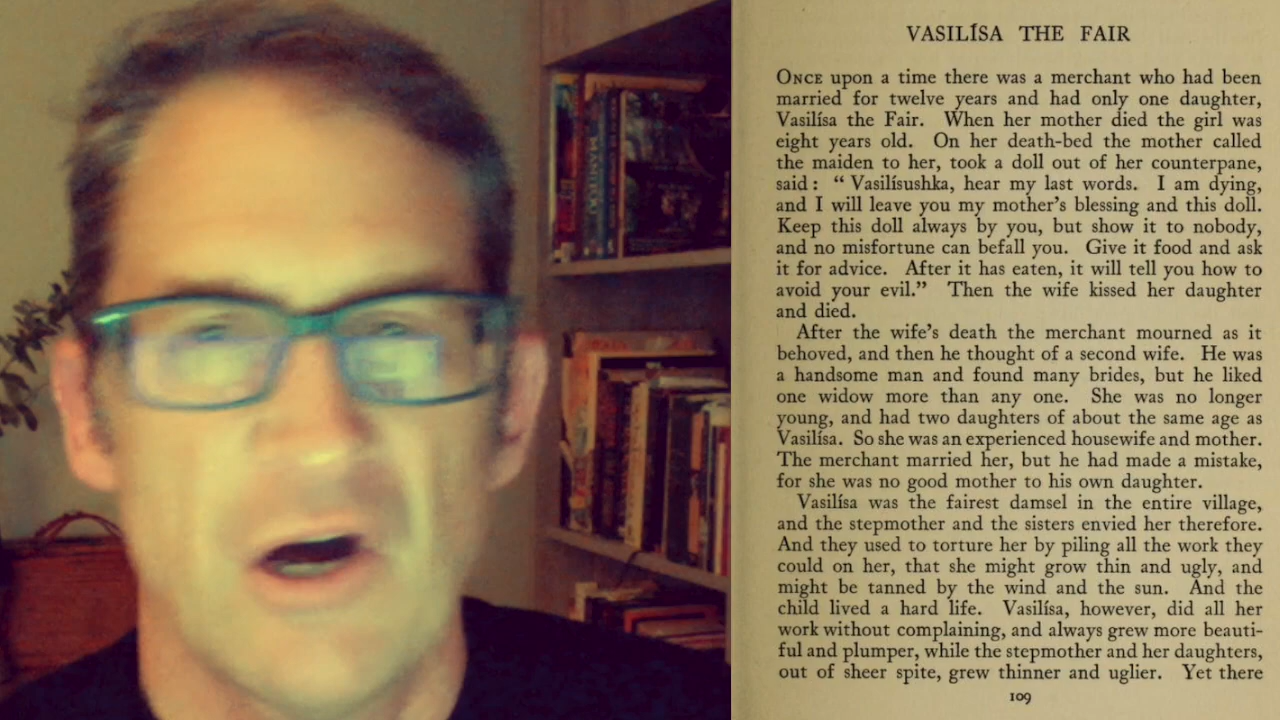 VASILÍSA THE FAIR
ONCE upon a time there was a merchant who had been
married for twelve years and had only one daughter,
Vasilísa the Fair. When her mother died the girl was
eight years old. On her death-bed the mother called
the maiden to her, took a doll out of her counterpane,
said : “ Vasilísushka, hear my last words. I am dying,
and I will leave you my mother’s blessing and this doll.
Keep this doll always by you, but show it to nobody,
and no misfortune can befall you. Give it food and ask
it for advice. After it has eaten, it will tell you how to
avoid your evil.” Then the wife kissed her daughter
and died.
After the wife’s death the merchant mourned as it
behoved, and then he thought of a second wife. He was
a handsome man and found many brides, but he liked
one widow more than any one. She was no longer
young, and had two daughters of about the same age as
Vasilísa. So she was an experienced housewife and mother.
The merchant married her, but he had made a mistake,
for she was no good mother to his own daughter.
Vasilísa was the fairest damsel in the entire village,
and the stepmother and the sisters envied her therefore.
And they used to torture her by piling all the work they
could on her, that she might grow thin and ugly, and
might be tanned by the wind and the sun. And the
child lived a hard life. Vasilísa, however, did all her
work without complaining, and always grew more beauti-
ful and plumper, while the stepmother and her daughters,
out of sheer spite, grew thinner and uglier. Yet there
109